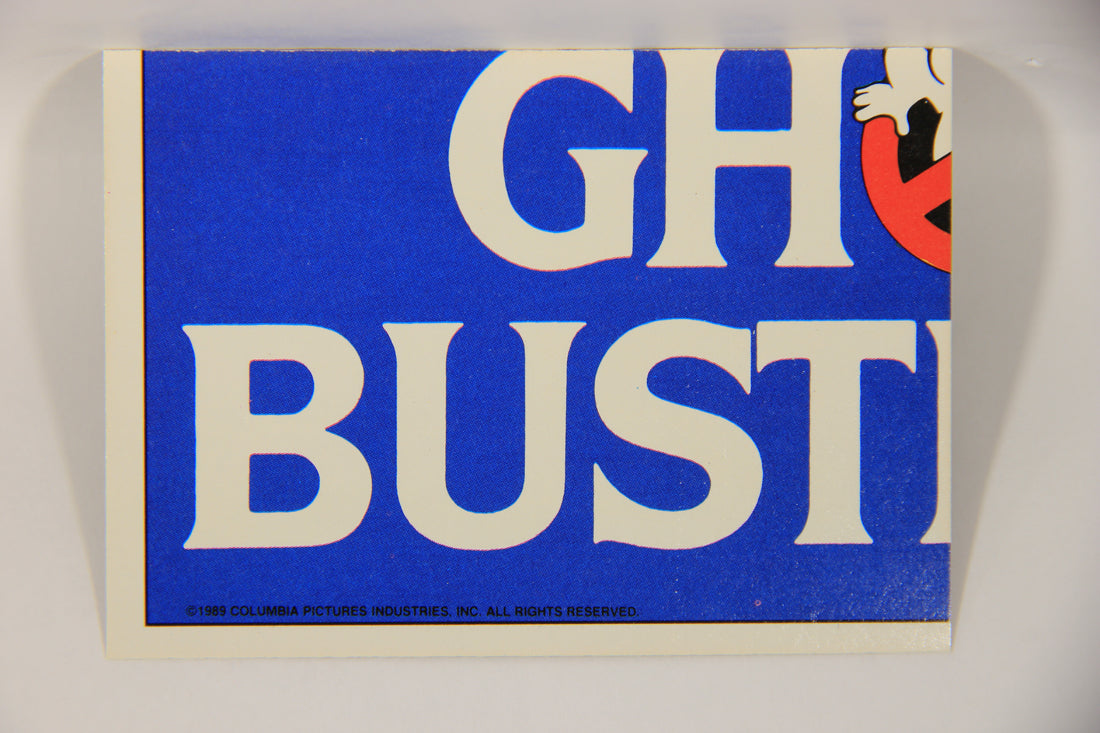 GH
BUST
©1989 COLUMBIA PICTURES INDUSTRIES, INC. ALL RIGHTS RESERVED.